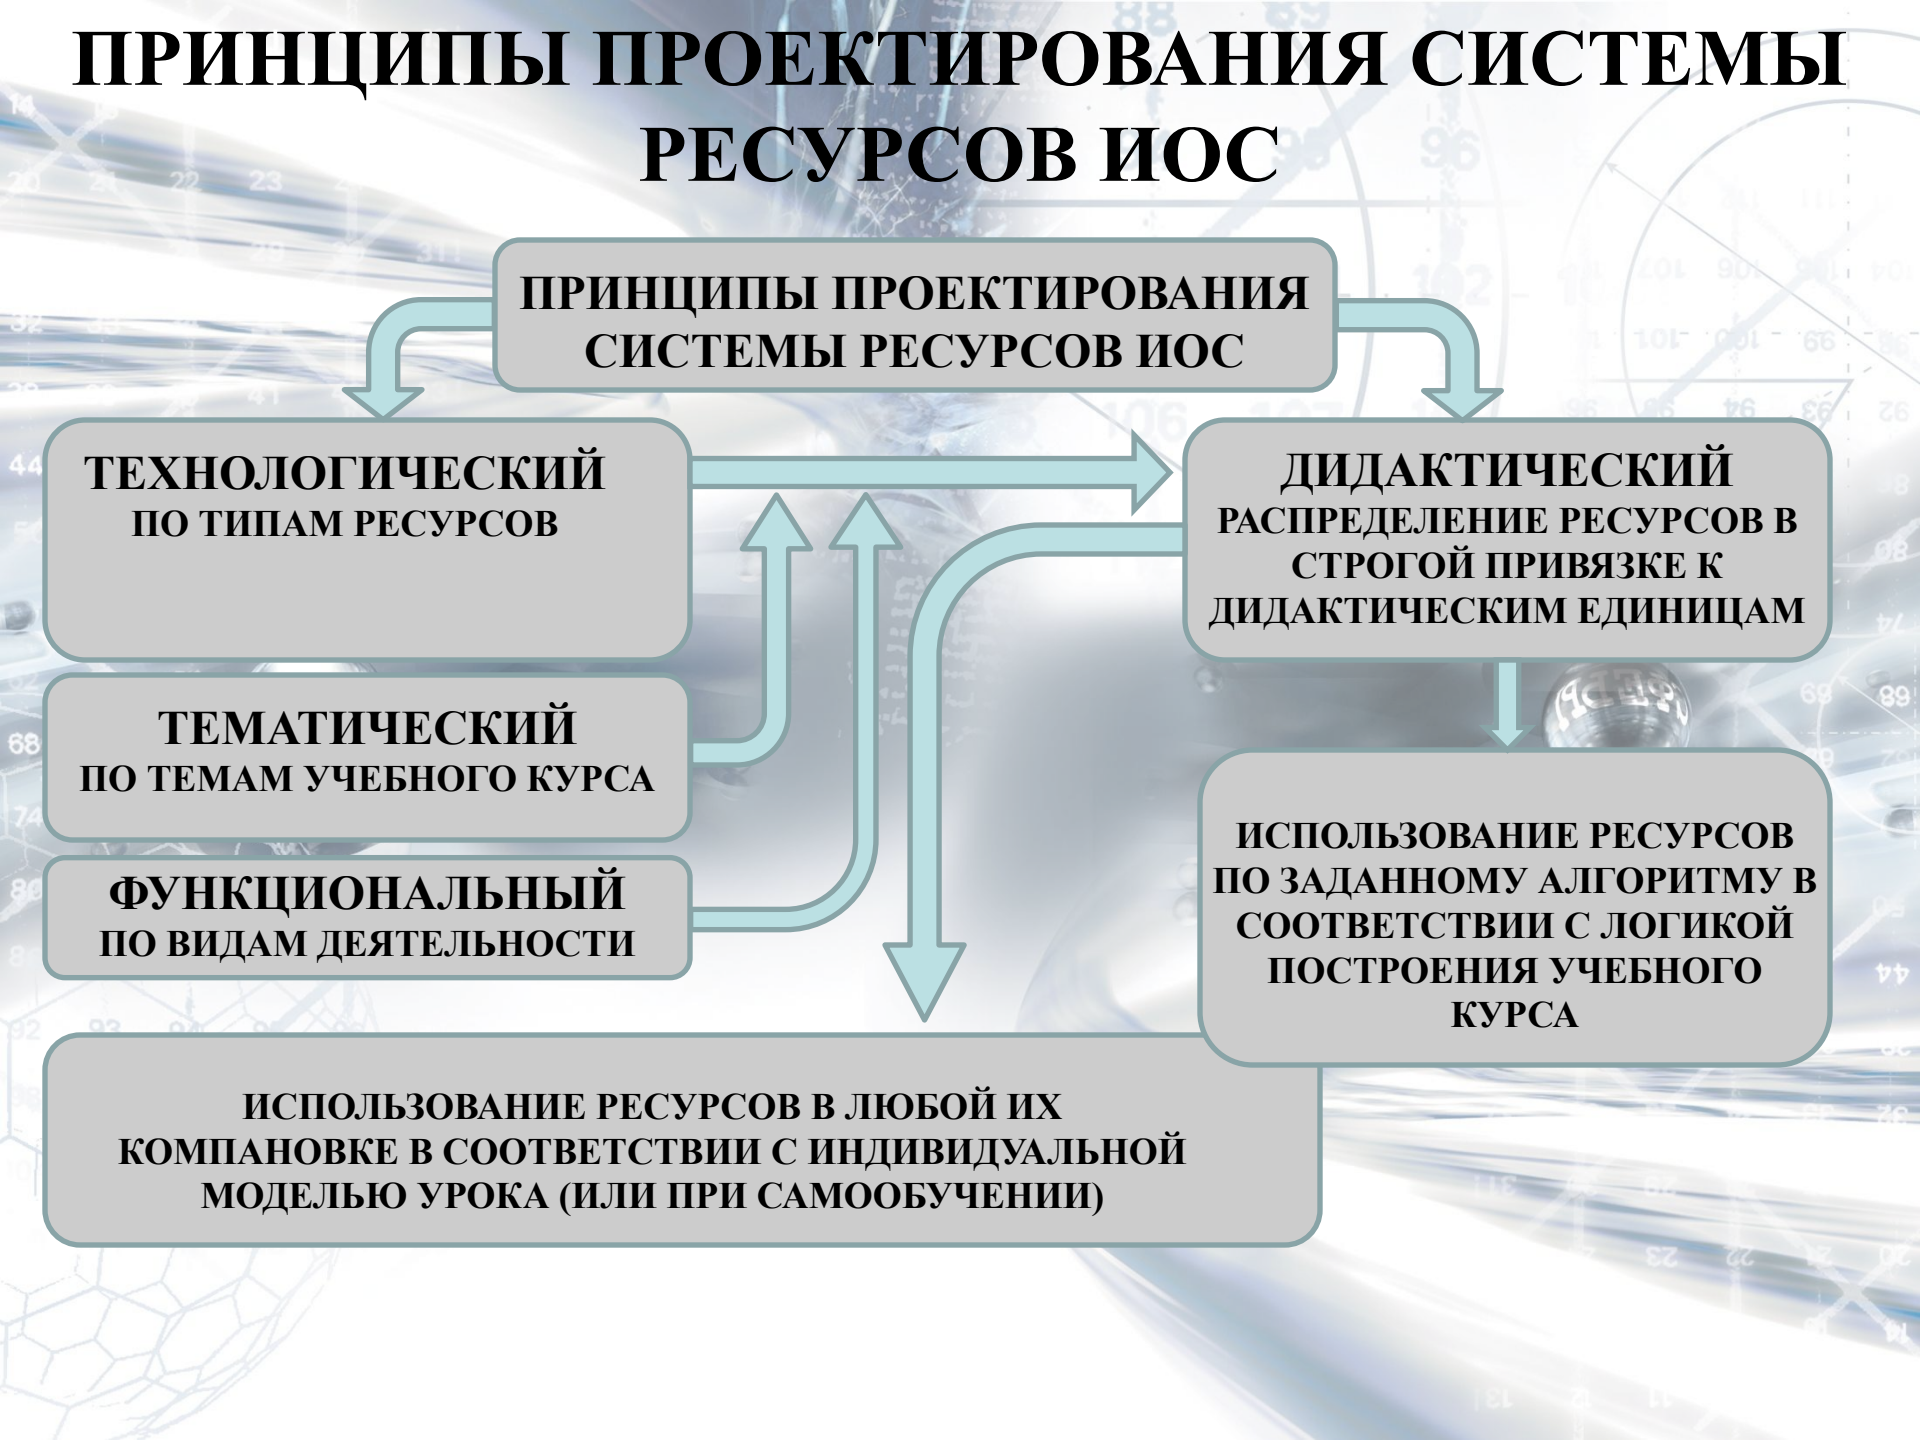 ПРИНЦИПЫ ПРОЕКТИРОВАНИЯ СИСТЕМЫ
РЕСУРСОВ ИОС
ПРИНЦИПЫ ПРОЕКТИРОВАНИЯ
СИСТЕМЫ РЕСУРСОВ ИОС
ТЕХНОЛОГИЧЕСКИЙ
ПО ТИПАМ РЕСУРСОВ
ДИДАКТИЧЕСКИЙ
РАСПРЕДЕЛЕНИЕ РЕСУРСОВ В
СТРОГОЙ ПРИВЯЗКЕ К
ДИДАКТИЧЕСКИМ ЕДИНИЦАМ
ТЕМАТИЧЕСКИЙ
ПО ТЕМАМ УЧЕБНОГО КУРСА
ФУНКЦИОНАЛЬНЫЙ
ПО ВИДАМ ДЕЯТЕЛЬНОСТИ
ИСПОЛЬЗОВАНИЕ РЕСУРСОВ
ПО ЗАДАННОМУ АЛГОРИТМУ В
СООТВЕТСТВИИ С ЛОГИКОЙ
ПОСТРОЕНИЯ УЧЕБНОГО
КУРСА
ИСПОЛЬЗОВАНИЕ РЕСУРСОВ В ЛЮБОЙ ИХ
КОМПАНОВКЕ В СООТВЕТСТВИИ С ИНДИВИДУАЛЬНОЙ
МОДЕЛЬЮ УРОКА (ИЛИ ПРИ САМООБУЧЕНИИ)